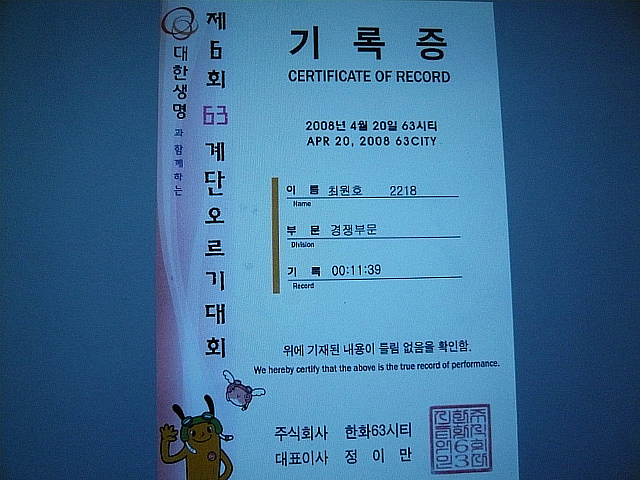 대한생명과 함께하는
제6회 63 계단오르기대회
기록증
CERTIFICATE OF RECORD
2008년 4월 20일 63시티
APR 20, 2008 63CITY
이 름 최원호 2218
Name
부 문 경쟁부문
Division
기 록 00:11:39
Record
위에 기재된 내용이 틀림 없음을 확인함.
We hereby certify that the above is the true record of performance.
주식회사 한화63시티
대표이사 정 이 만